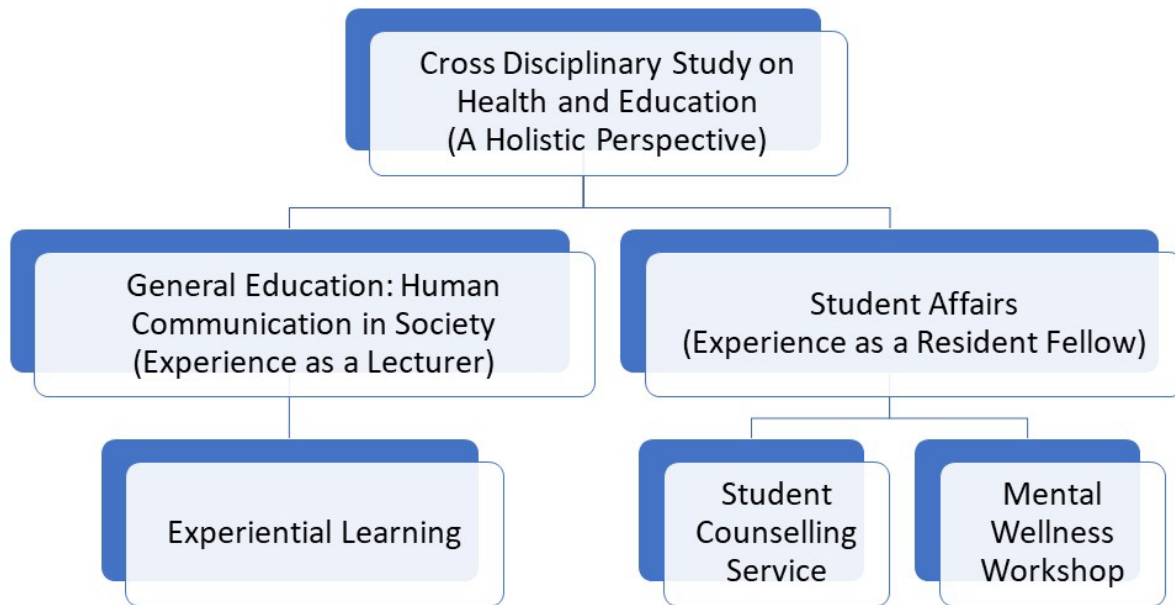 Cross Disciplinary Study on
Health and Education
(A Holistic Perspective)
General Education: Human
Communication in Society
(Experience as a Lecturer)
Student Affairs
(Experience as a Resident Fellow)
Experiential Learning
Student
Counselling
Service
Mental
Wellness
Workshop